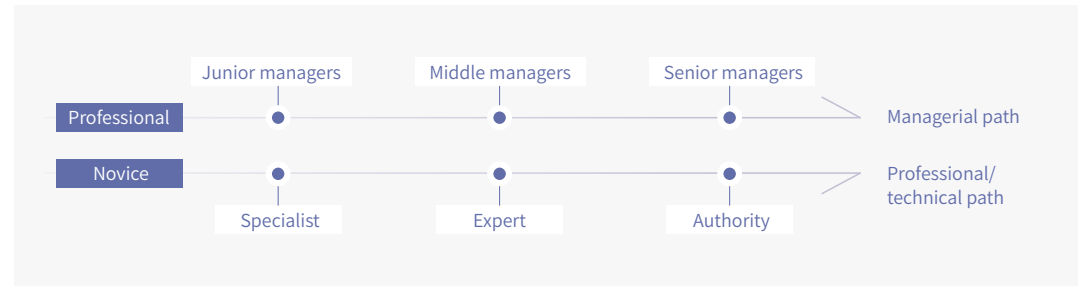 Junior managers
Middle managers
Senior managers
Professional
Managerial path
Novice
Professional/
technical path
Specialist
Expert
Authority